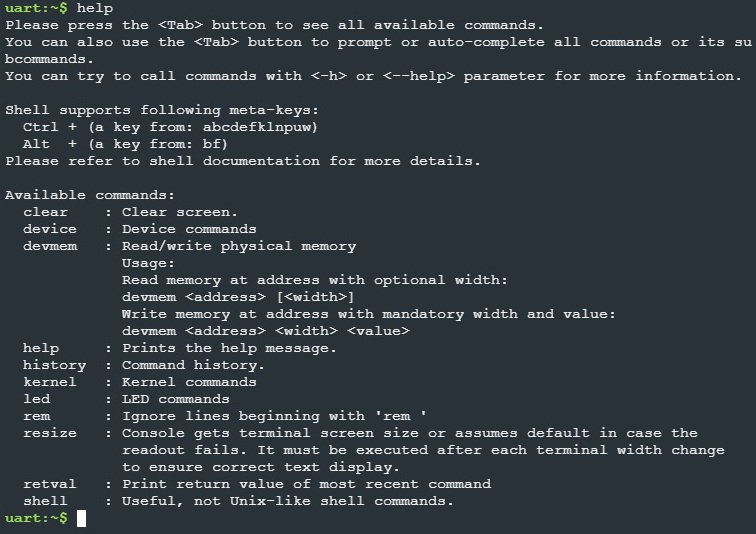 uart:~$ help
Please press the <Tab> button to see all available commands.
You can also use the <Tab> button to prompt or auto-complete all commands or its su
bcommands.
You can try to call commands with <-h> or <--help> parameter for more information.

Shell supports following meta-keys:
  Ctrl + (a key from: abcdefklnpuw)
  Alt  + (a key from: bf)
Please refer to shell documentation for more details.

Available commands:
  clear    : Clear screen.
  device   : Device commands
  devmem   : Read/write physical memory
             Usage:
             Read memory at address with optional width:
             devmem <address> [<width>]
             Write memory at address with mandatory width and value:
             devmem <address> <width> <value>
  help     : Prints the help message.
  history  : Command history.
  kernel   : Kernel commands
  led      : LED commands
  rem      : Ignore lines beginning with 'rem '
  resize   : Console gets terminal screen size or assumes default in case the
             readout fails. It must be executed after each terminal width change
             to ensure correct text display.
  retval   : Print return value of most recent command
  shell    : Useful, not Unix-like shell commands.
uart:~$